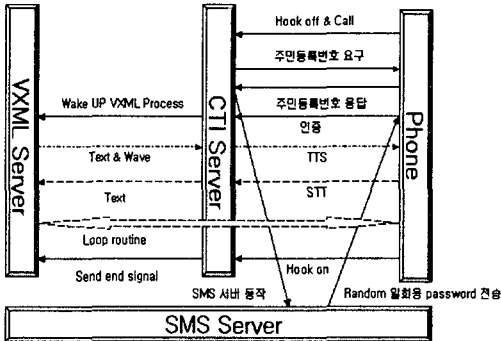 Hook off & Call
주민등록번호 요구
Wake UP VXML Process
주민등록번호 응답
인증
Text & Wave
TTS
STT
Text
Loop routine
Send end signal
Hook on
SMS 서버 동작
Random 일회용 password 전송
VXML Server
CTI Server
Phone
SMS Server